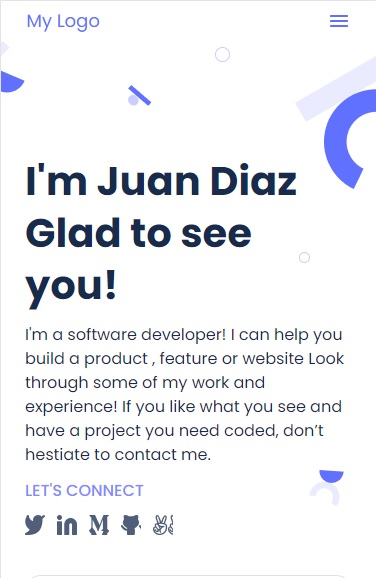 My Logo
I'm Juan Diaz
Glad to see
you!
I'm a software developer! I can help you
build a product , feature or website Look
through some of my work and
experience! If you like what you see and
have a project you need coded, don’t
hestiate to contact me.
LET'S CONNECT